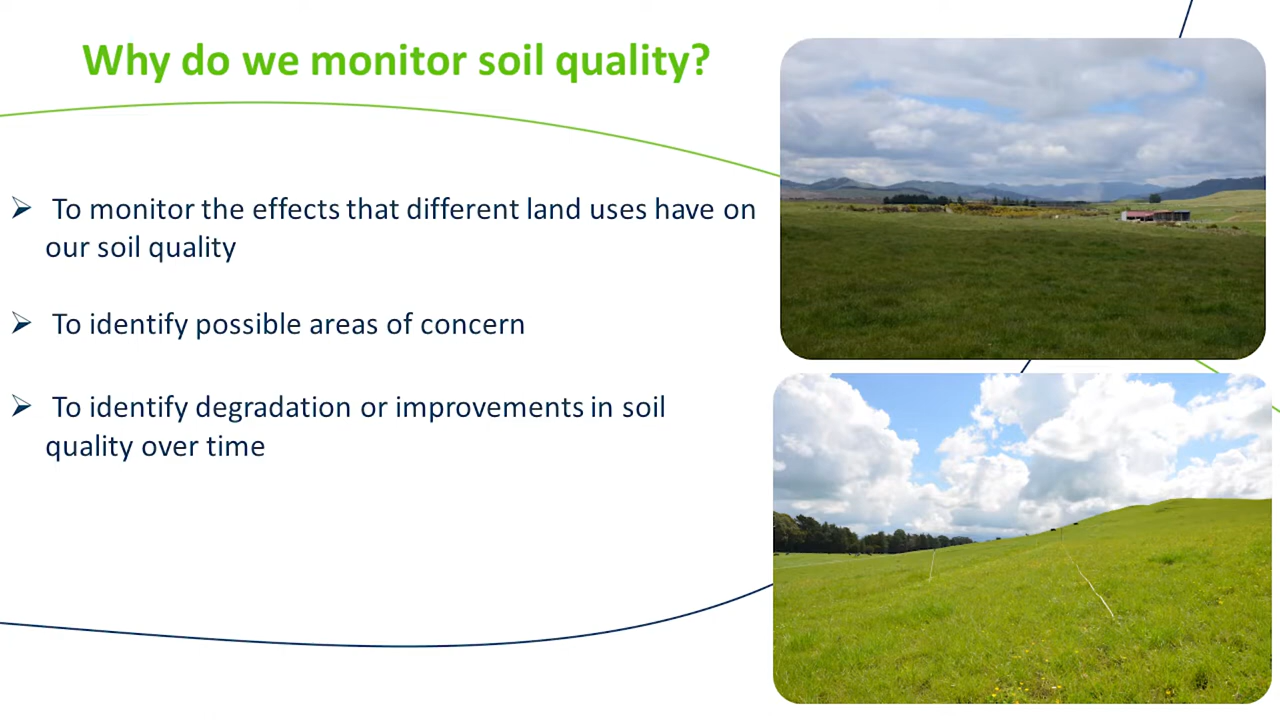 Why do we monitor soil quality?
➢ To monitor the effects that different land uses have on
our soil quality
➢ To identify possible areas of concern
➢ To identify degradation or improvements in soil
quality over time